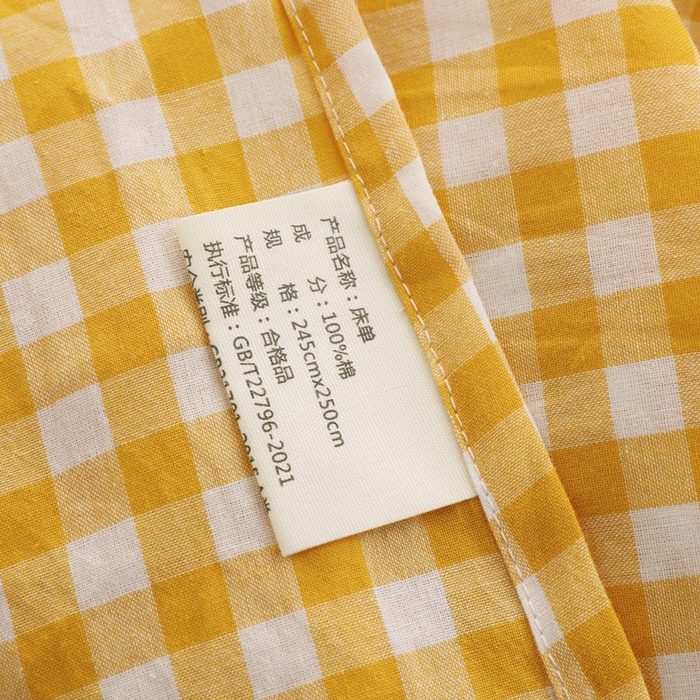 产品名称：床单
成 分：100%棉
规 格：245cmx250cm
产品等级：合格品
执行标准：GB/T22796-2021